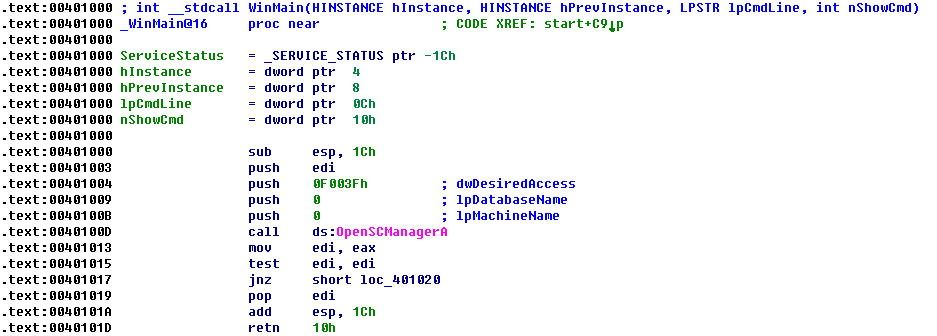 .text:00401000 ; int __stdcall WinMain(HINSTANCE hInstance, HINSTANCE hPrevInstance, LPSTR lpCmdLine, int nShowCmd)
.text:00401000 _WinMain@16     proc near               ; CODE XREF: start+C9↓p
.text:00401000
.text:00401000 ServiceStatus   = _SERVICE_STATUS ptr -1Ch
.text:00401000 hInstance       = dword ptr  4
.text:00401000 hPrevInstance   = dword ptr  8
.text:00401000 lpCmdLine       = dword ptr  0Ch
.text:00401000 nShowCmd        = dword ptr  10h
.text:00401000
.text:00401000                 sub     esp, 1Ch
.text:00401003                 push    edi
.text:00401004                 push    0F003Fh         ; dwDesiredAccess
.text:00401009                 push    0               ; lpDatabaseName
.text:0040100B                 push    0               ; lpMachineName
.text:0040100D                 call    ds:OpenSCManagerA
.text:00401013                 mov     edi, eax
.text:00401015                 test    edi, edi
.text:00401017                 jnz     short loc_401020
.text:00401019                 pop     edi
.text:0040101A                 add     esp, 1Ch
.text:0040101D                 retn    10h